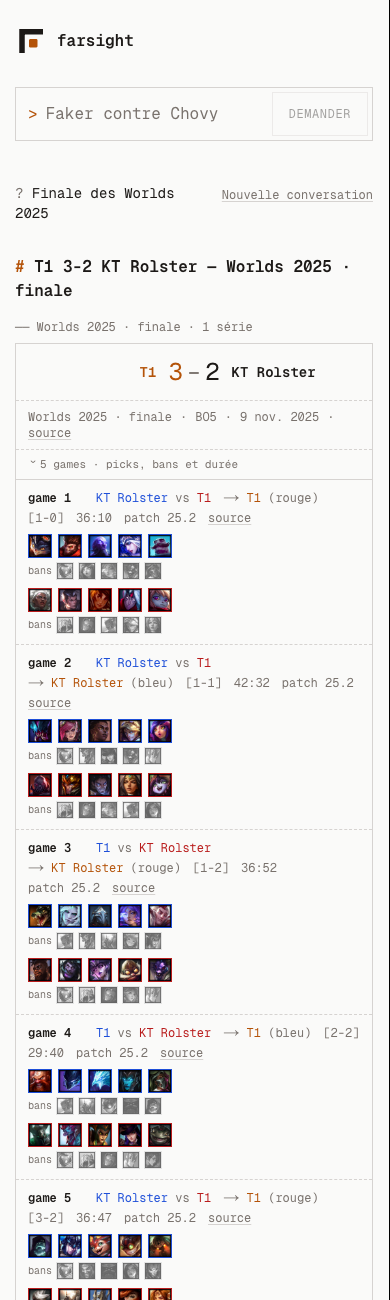 farsight
> Faker contre Chovy
DEMANDER
? Finale des Worlds
2025
Nouvelle conversation
# T1 3-2 KT Rolster — Worlds 2025 ·
finale
— Worlds 2025 · finale · 1 série
T1 3–2 KT Rolster
Worlds 2025 · finale · BO5 · 9 nov. 2025 ·
source
5 games · picks, bans et durée
game 1 KT Rolster vs T1 → T1 (rouge)
[1-0] 36:10 patch 25.2 source
bans
bans
game 2 KT Rolster vs T1
→ KT Rolster (bleu) [1-1] 42:32 patch 25.2
source
bans
bans
game 3 T1 vs KT Rolster
→ KT Rolster (rouge) [1-2] 36:52
patch 25.2 source
bans
bans
game 4 T1 vs KT Rolster → T1 (bleu) [2-2]
29:40 patch 25.2 source
bans
bans
game 5 KT Rolster vs T1 → T1 (rouge)
[3-2] 36:47 patch 25.2 source
bans